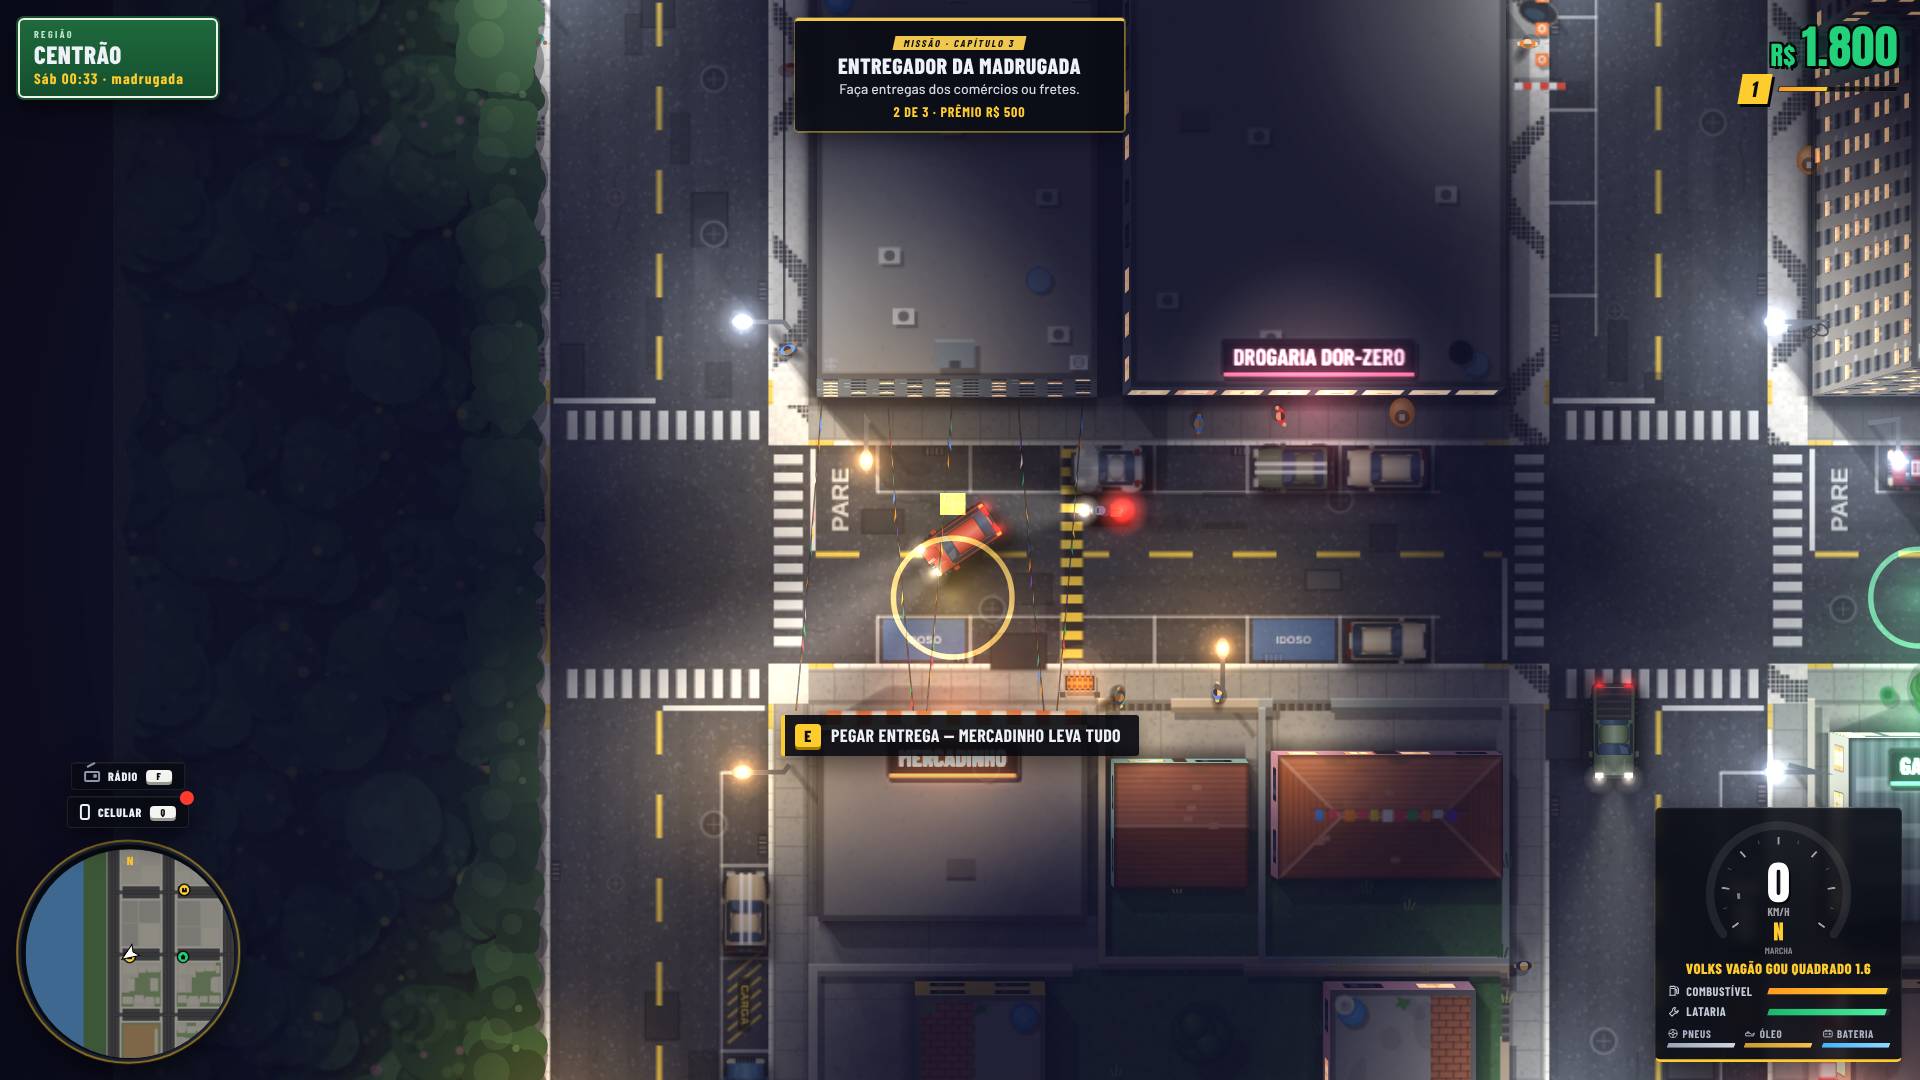 REGIÃO
CENTRÃO
Sáb 00:33 · madrugada
MISSÃO · CAPÍTULO 3
ENTREGADOR DA MADRUGADA
Faça entregas dos comércios ou fretes.
2 DE 3 · PRÊMIO R$ 500
R$ 1.800
1
DROGARIA DOR-ZERO
PARE
PARE
IDOSO
E PEGAR ENTREGA — MERCADINHO LEVA TUDO
MERCADINHO
RÁDIO F
CELULAR Q
N
M
CARGA
0
KM/H
N
MARCHA
VOLKS VAGÃO GOU QUADRADO 1.6
COMBUSTÍVEL
LATARIA
PNEUS ÓLEO BATERIA